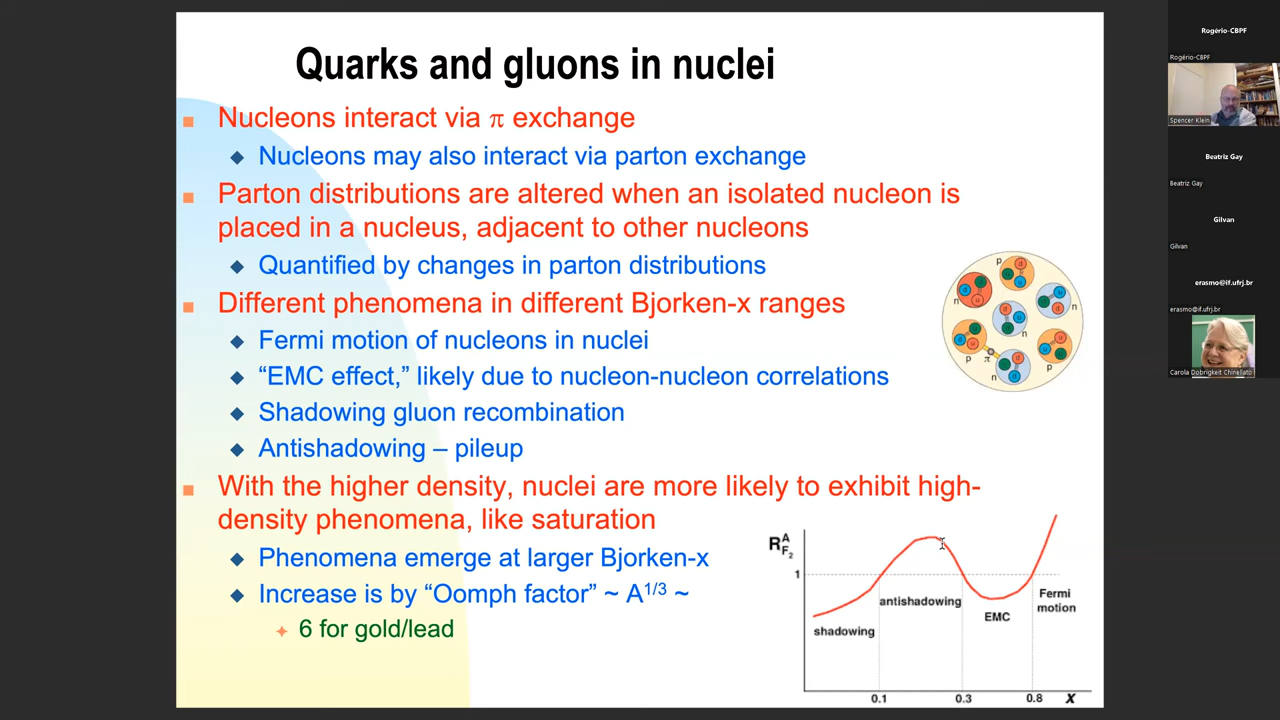 Quarks and gluons in nuclei
Nucleons interact via π exchange
Nucleons may also interact via parton exchange
Parton distributions are altered when an isolated nucleon is
placed in a nucleus, adjacent to other nucleons
Quantified by changes in parton distributions
Different phenomena in different Bjorken-x ranges
Fermi motion of nucleons in nuclei
“EMC effect,” likely due to nucleon-nucleon correlations
Shadowing gluon recombination
Antishadowing – pileup
With the higher density, nuclei are more likely to exhibit high-
density phenomena, like saturation
Phenomena emerge at larger Bjorken-x
Increase is by “Oomph factor” ~ A^1/3 ~
6 for gold/lead
p
n
n
n
p
π
n
p
R^A_F2
1
shadowing
antishadowing
EMC
Fermi
motion
0.1
0.3
0.8
X
Rogério-CBPF
Rogério-CBPF
Spencer Klein
Beatriz Gay
Beatriz Gay
Gilvan
Gilvan
erasmo@if.ufrj.br
erasmo@if.ufrj.br
Carola Dobrigkeit Chinellato